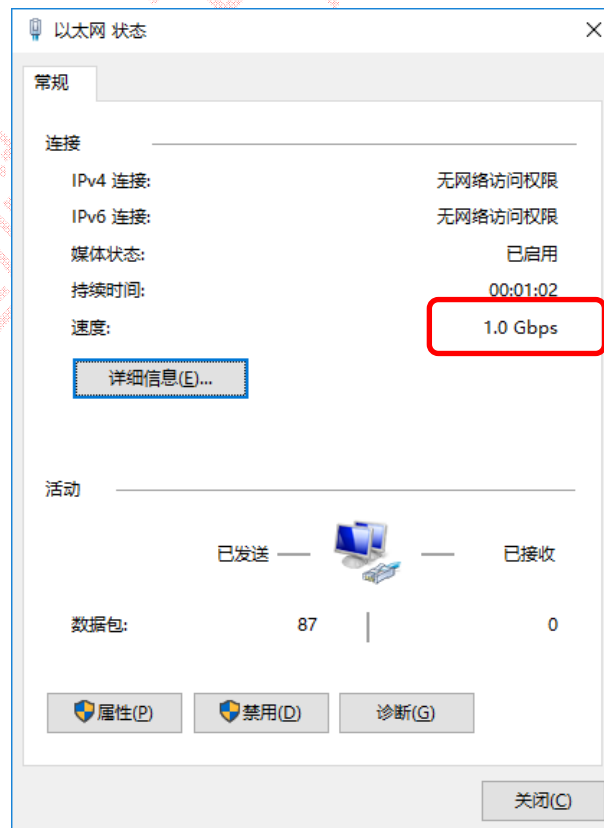 以太网 状态
常规
连接
IPv4 连接: 无网络访问权限
IPv6 连接: 无网络访问权限
媒体状态: 已启用
持续时间: 00:01:02
速度: 1.0 Gbps
详细信息(E)...
活动
已发送 — — 已接收
数据包: 87 0
属性(P) 禁用(D) 诊断(G)
关闭(C)